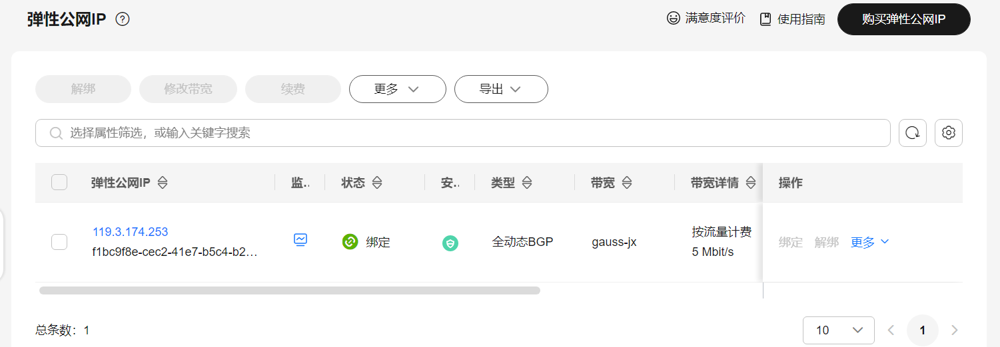 弹性公网IP ?
满意度评价 使用指南 购买弹性公网IP
解绑 修改带宽 续费 更多 导出
选择属性筛选，或输入关键字搜索
弹性公网IP 监.. 状态 安.. 类型 带宽 带宽详情 操作
119.3.174.253
f1bc9f8e-cec2-41e7-b5c4-b2...
绑定 全动态BGP gauss-jx
按流量计费
5 Mbit/s
绑定 解绑 更多
总条数：1
10 1